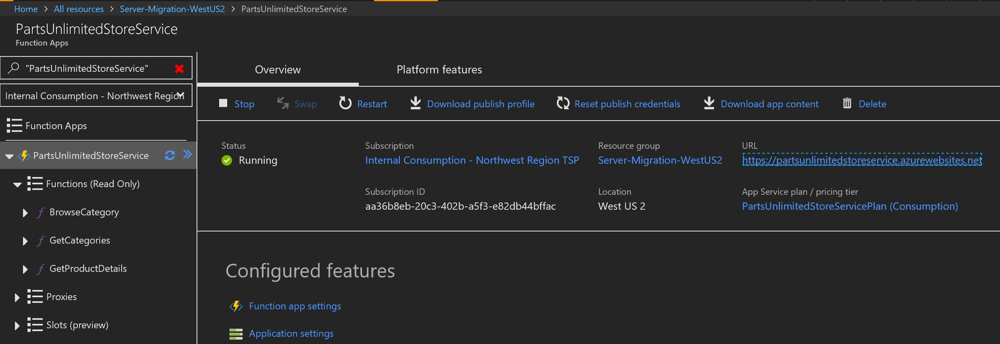 Home > All resources > Server-Migration-WestUS2 > PartsUnlimitedStoreService
PartsUnlimitedStoreService
Function Apps
"PartsUnlimitedStoreService"
Internal Consumption - Northwest Region
Function Apps
PartsUnlimitedStoreService
Functions (Read Only)
BrowseCategory
GetCategories
GetProductDetails
Proxies
Slots (preview)
Overview Platform features
Stop Swap Restart Download publish profile Reset publish credentials Download app content Delete
Status Subscription Resource group URL
Running Internal Consumption - Northwest Region TSP Server-Migration-WestUS2 https://partsunlimitedstoreservice.azurewebsites.net
Subscription ID Location App Service plan / pricing tier
aa36b8eb-20c3-402b-a5f3-e82db44bffac West US 2 PartsUnlimitedStoreServicePlan (Consumption)
Configured features
Function app settings
Application settings